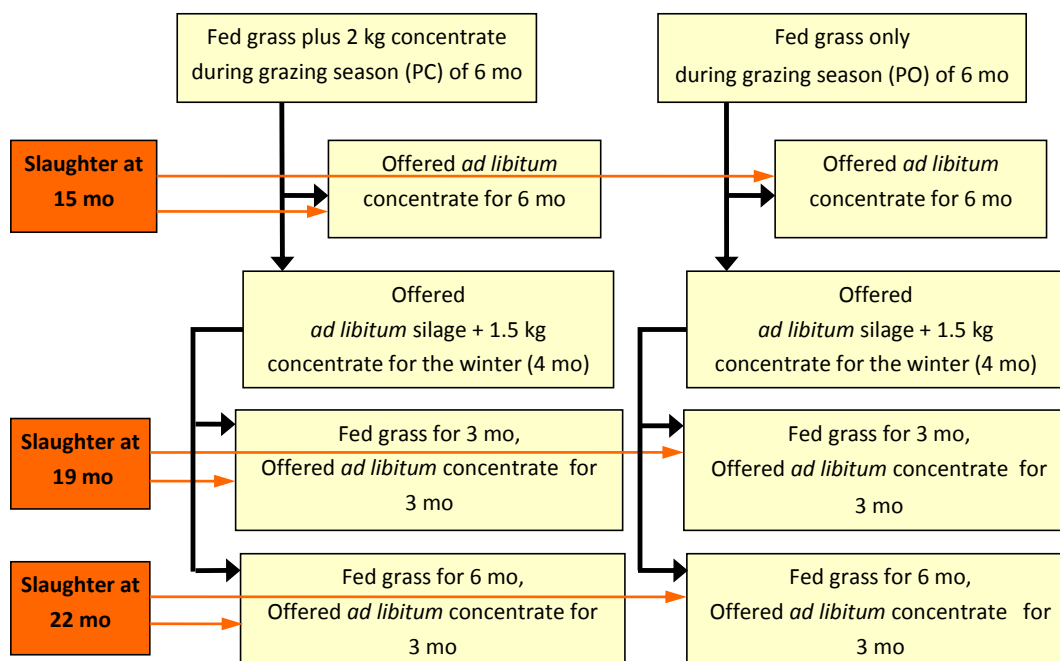 Fed grass plus 2 kg concentrate
during grazing season (PC) of 6 mo
Fed grass only
during grazing season (PO) of 6 mo
Slaughter at
15 mo
Offered ad libitum
concentrate for 6 mo
Offered ad libitum
concentrate for 6 mo
Offered
ad libitum silage + 1.5 kg
concentrate for the winter (4 mo)
Offered
ad libitum silage + 1.5 kg
concentrate for the winter (4 mo)
Slaughter at
19 mo
Fed grass for 3 mo,
Offered ad libitum concentrate for
3 mo
Fed grass for 3 mo,
Offered ad libitum concentrate for
3 mo
Slaughter at
22 mo
Fed grass for 6 mo,
Offered ad libitum concentrate for
3 mo
Fed grass for 6 mo,
Offered ad libitum concentrate for
3 mo